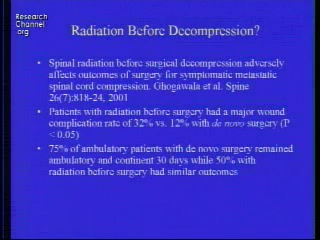 Research
Channel
.org
Radiation Before Decompression?
• Spinal radiation before surgical decompression adversely
affects outcomes of surgery for symptomatic metastatic
spinal cord compression. Ghogawala et al. Spine
26(7):818-24, 2001
• Patients with radiation before surgery had a major wound
complication rate of 32% vs. 12% with de novo surgery (P
< 0.05)
• 75% of ambulatory patients with de novo surgery remained
ambulatory and continent 30 days while 50% with
radiation before surgery had similar outcomes